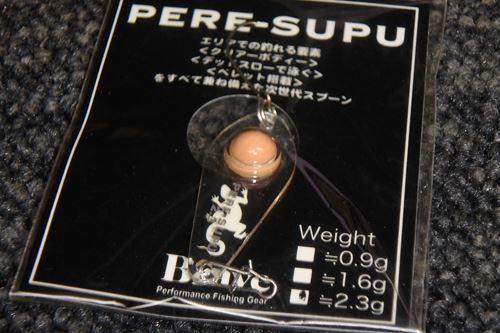 PERE-SUPU
エリアでの釣れる要素
<クリアーボディー>
<デッドスローで泳ぐ>
<ペレット搭載>
をすべて兼ね備えた次世代スプーン
Weight
≒0.9g
≒1.6g
≒2.3g
Performance Fishing Gear